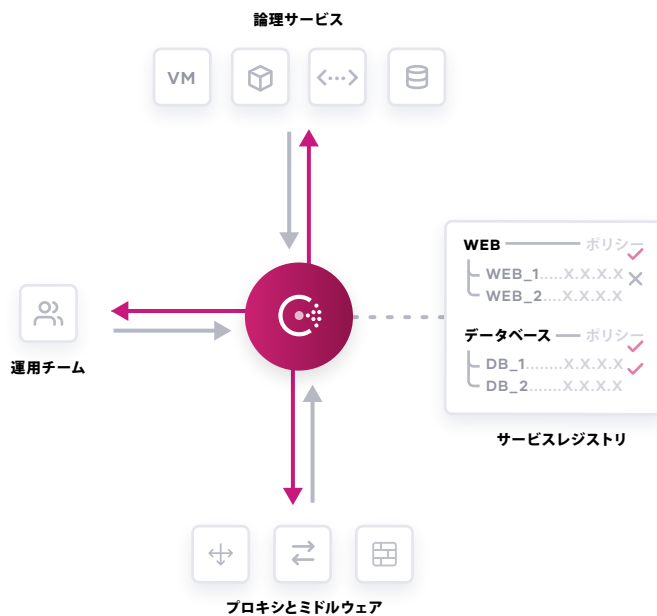 論理サービス
VM
WEB ポリシー
WEB_1.....X.X.X.X
WEB_2....X.X.X.X
データベース ポリシー
DB_1......X.X.X.X
DB_2.......X.X.X.X
サービスレジストリ
運用チーム
プロキシとミドルウェア